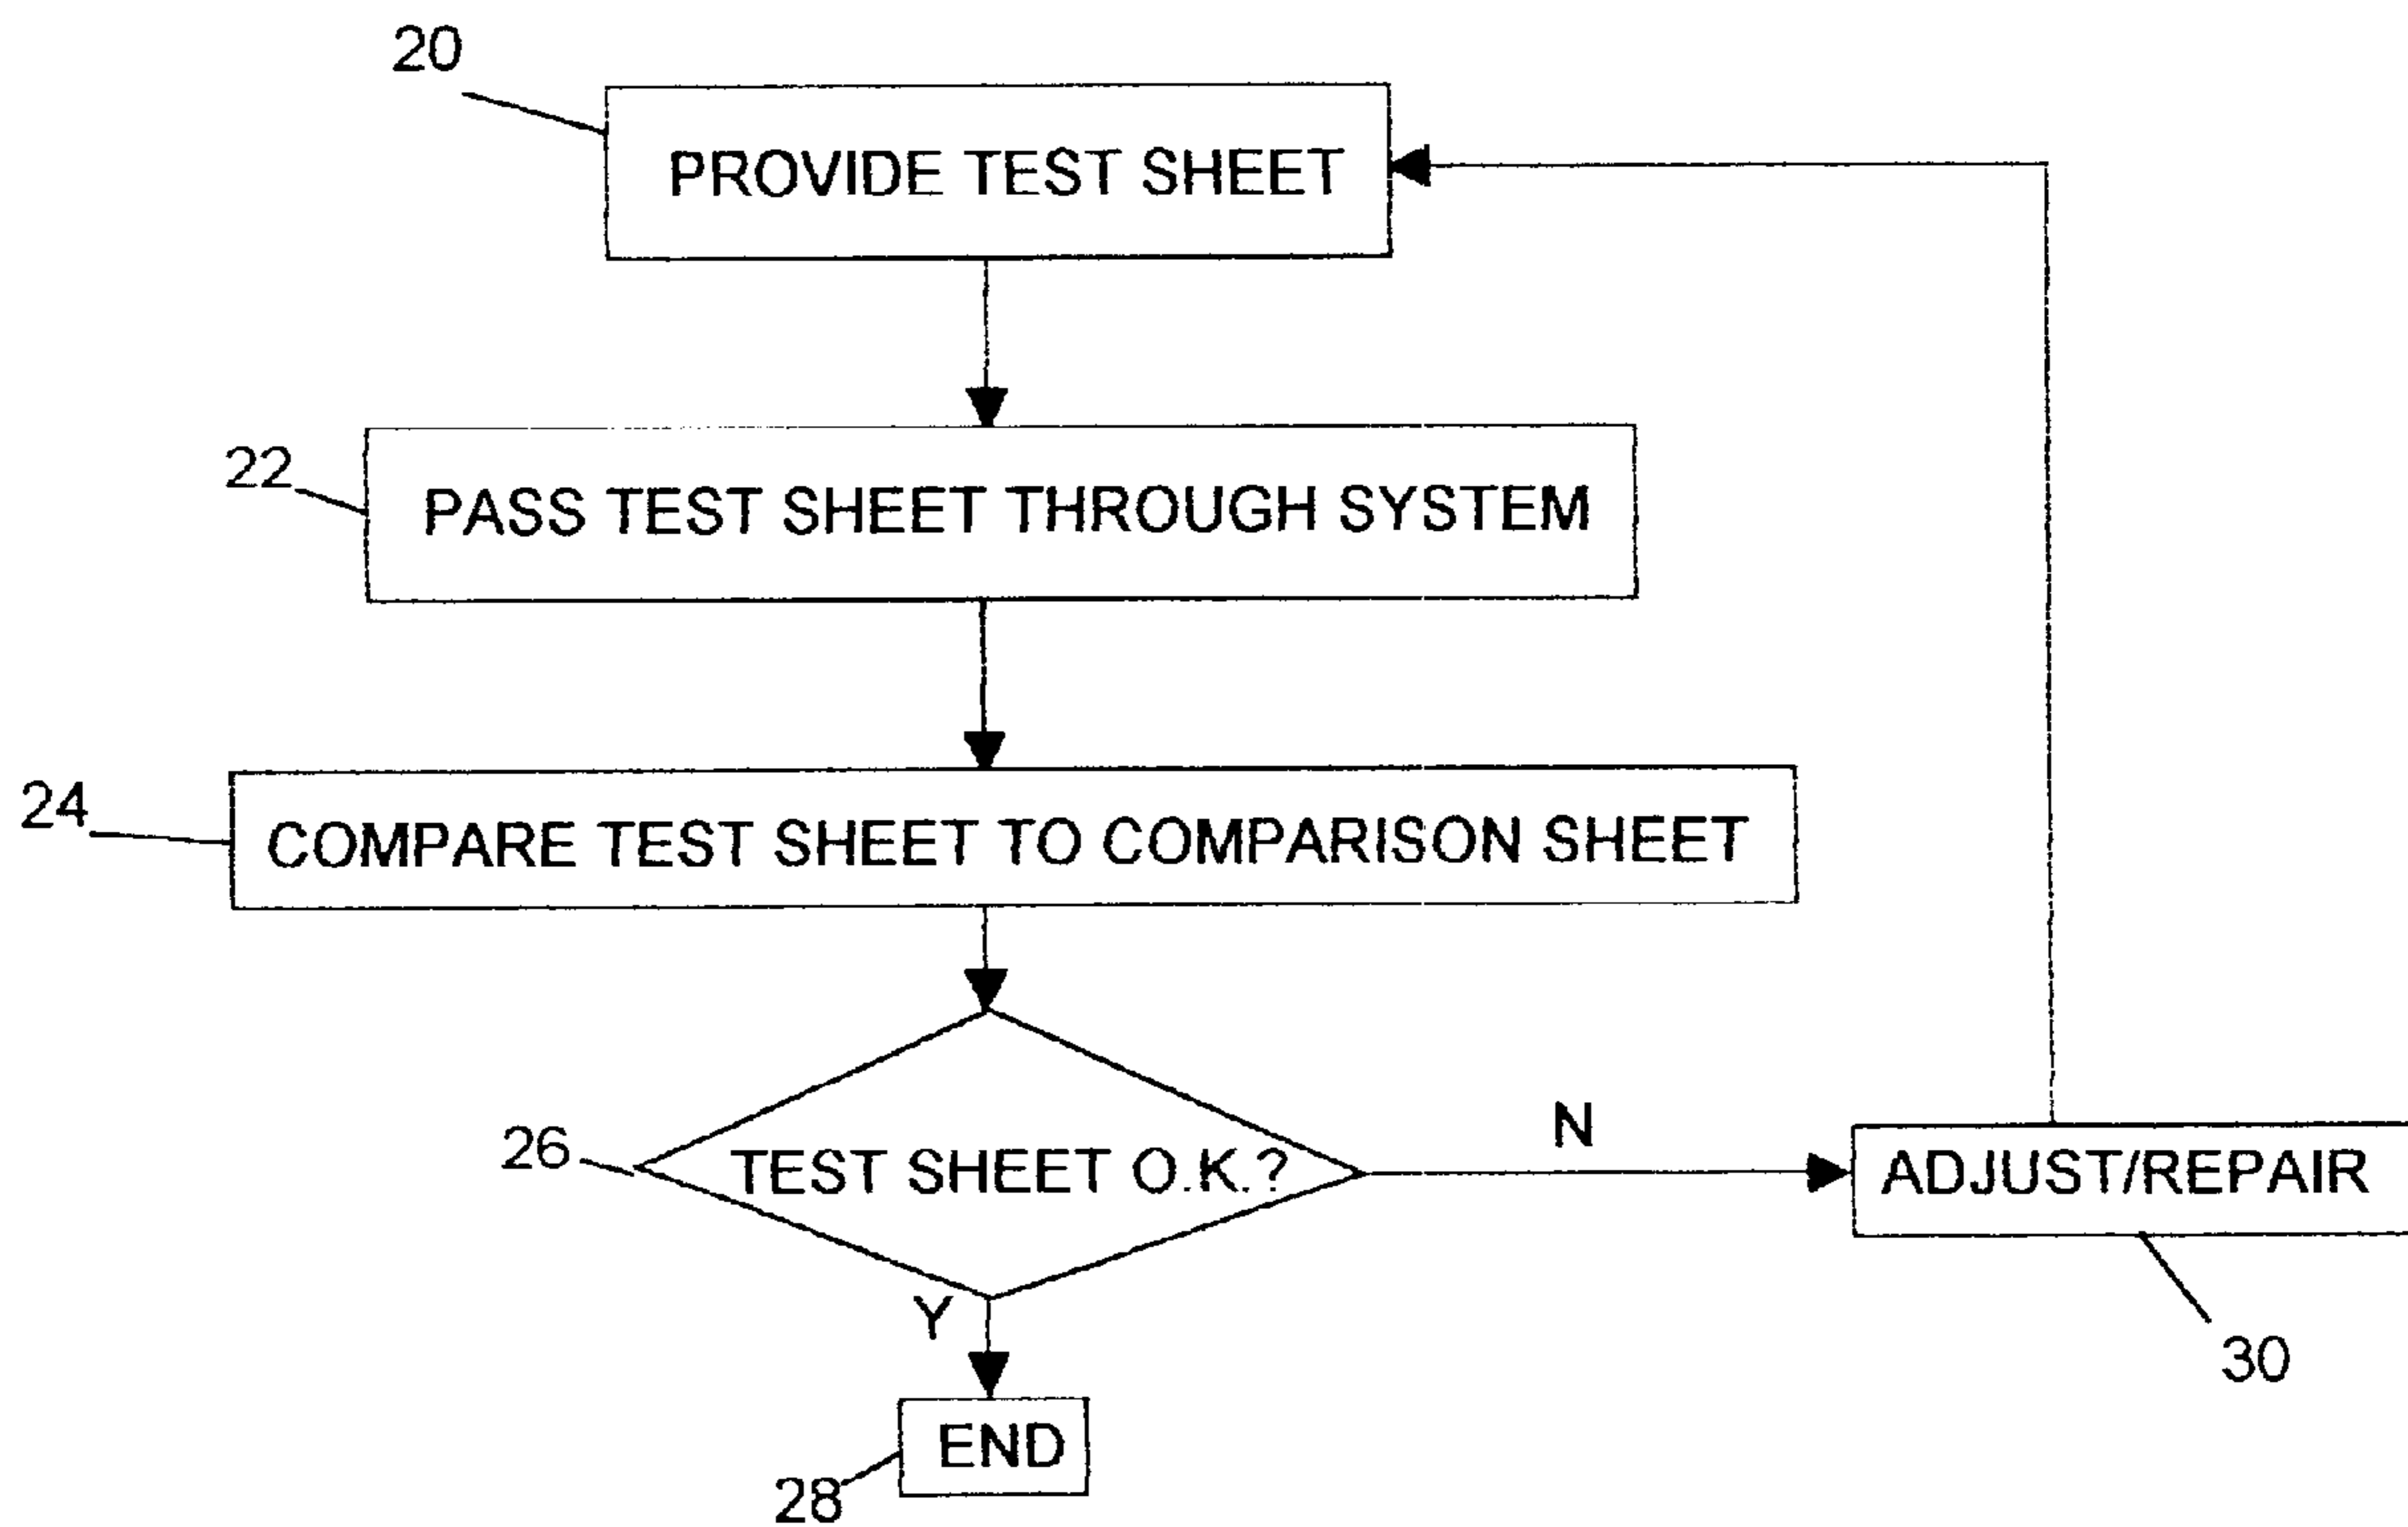 20
PROVIDE TEST SHEET
22
PASS TEST SHEET THROUGH SYSTEM
24
COMPARE TEST SHEET TO COMPARISON SHEET
26
TEST SHEET O.K.?
N
ADJUST/REPAIR
30
Y
END
28